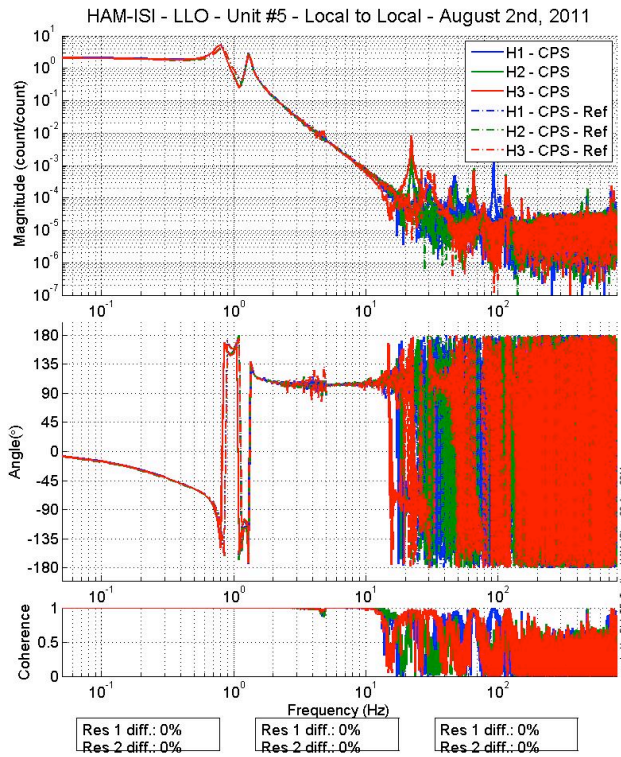 HAM-ISI - LLO - Unit #5 - Local to Local - August 2nd, 2011
Magnitude (count/count)
10^1
10^0
10^-1
10^-2
10^-3
10^-4
10^-5
10^-6
10^-7
H1 - CPS
H2 - CPS
H3 - CPS
H1 - CPS - Ref
H2 - CPS - Ref
H3 - CPS - Ref
10^-1 10^0 10^1 10^2
Angle(°)
180
135
90
45
0
-45
-90
-135
-180
10^-1 10^0 10^1 10^2
Coherence
1
0.5
0
10^-1 10^0 10^1 10^2
Frequency (Hz)
Res 1 diff.: 0% Res 1 diff.: 0% Res 1 diff.: 0%
Res 2 diff.: 0% Res 2 diff.: 0% Res 2 diff.: 0%